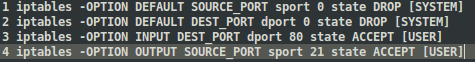 1 iptables -OPTION DEFAULT SOURCE_PORT sport 0 state DROP [SYSTEM]
2 iptables -OPTION DEFAULT DEST_PORT dport 0 state DROP [SYSTEM]
3 iptables -OPTION INPUT DEST_PORT dport 80 state ACCEPT [USER]
4 iptables -OPTION OUTPUT SOURCE_PORT sport 21 state ACCEPT [USER]